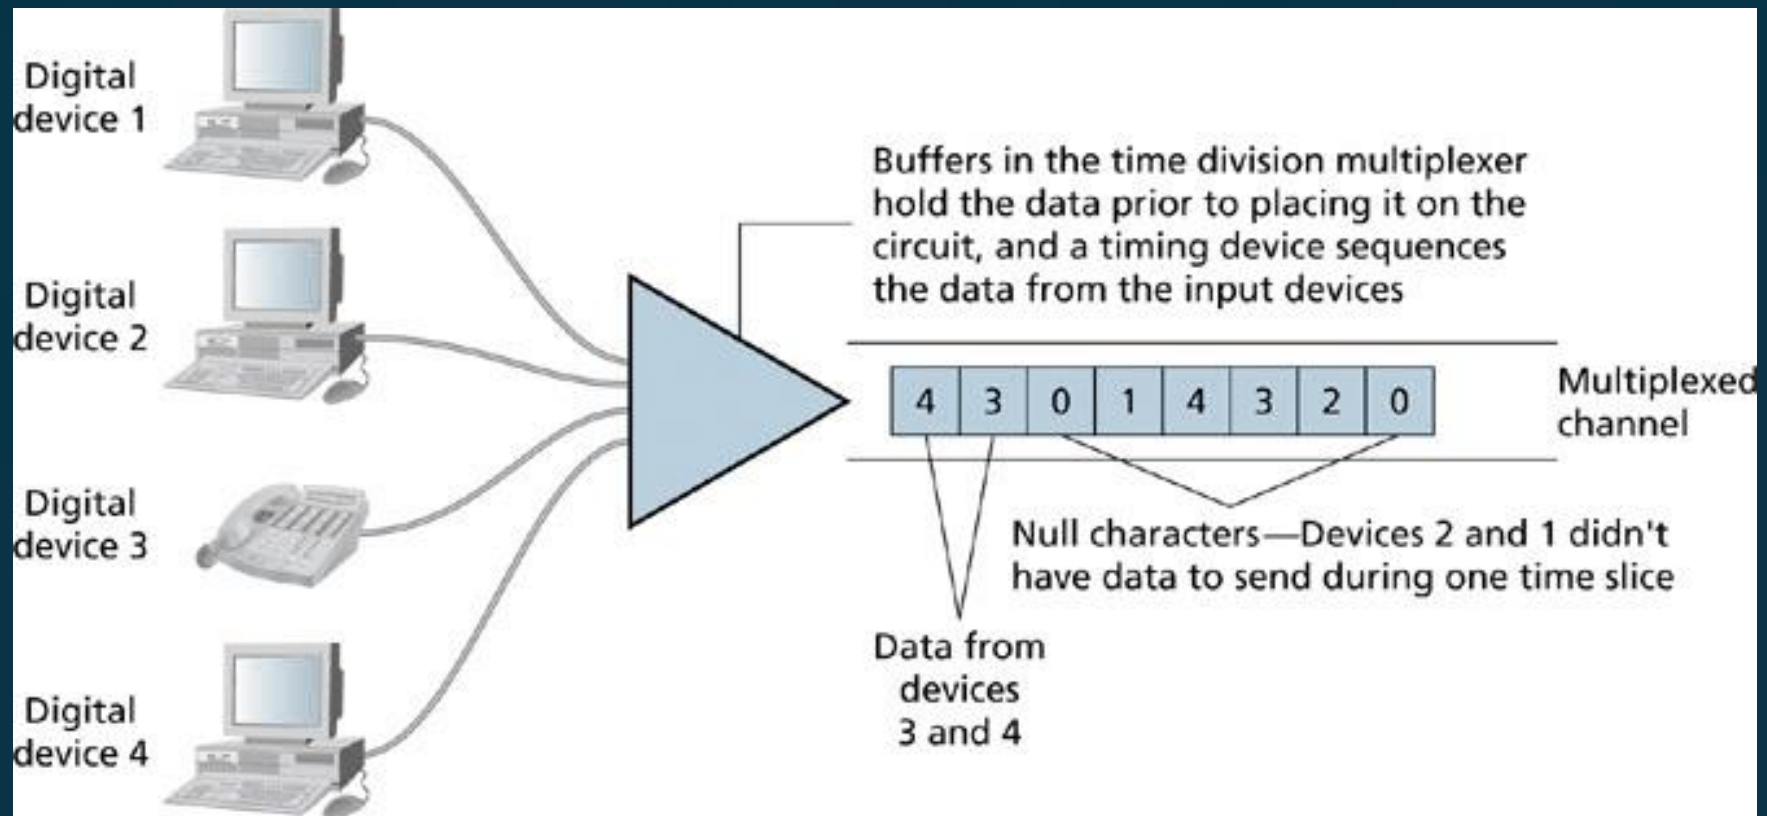 Digital
device 1
Digital
device 2
Digital
device 3
Digital
device 4
Buffers in the time division multiplexer
hold the data prior to placing it on the
circuit, and a timing device sequences
the data from the input devices
4 3 0 1 4 3 2 0
Multiplexed
channel
Null characters—Devices 2 and 1 didn't
have data to send during one time slice
Data from
devices
3 and 4